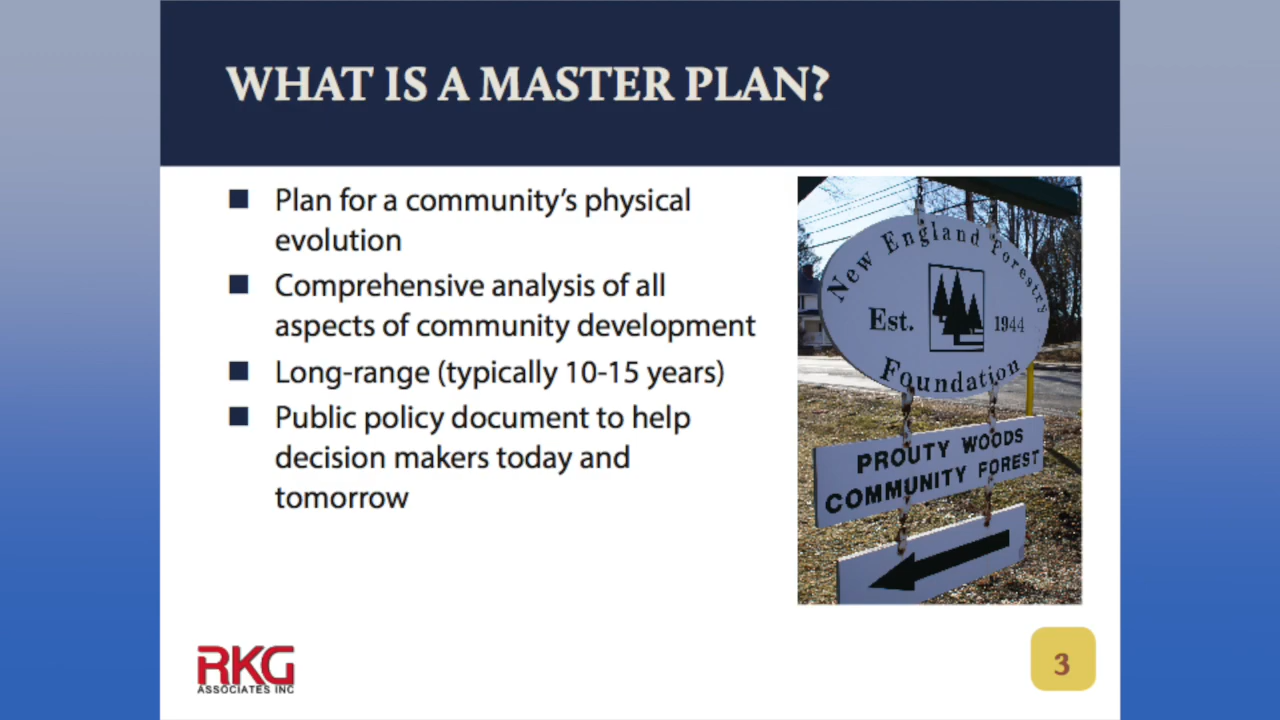 WHAT IS A MASTER PLAN?
Plan for a community’s physical
evolution
Comprehensive analysis of all
aspects of community development
Long-range (typically 10-15 years)
Public policy document to help
decision makers today and
tomorrow
New England Forestry
Est. 1944
Foundation
PROUTY WOODS
COMMUNITY FOREST
RKG
ASSOCIATES INC
3